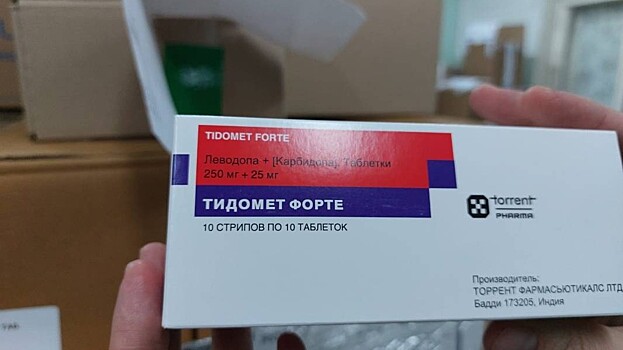 TIDOMET FORTE
Леводопа + [Карбидопа], Таблетки
250 мг + 25 мг
ТИДОМЕТ ФОРТЕ
10 СТРИПОВ ПО 10 ТАБЛЕТОК
torrent
PHARMA
Производитель:
ТОРРЕНТ ФАРМАСЬЮТИКАЛС ЛТД
Бадди 173205, Индия